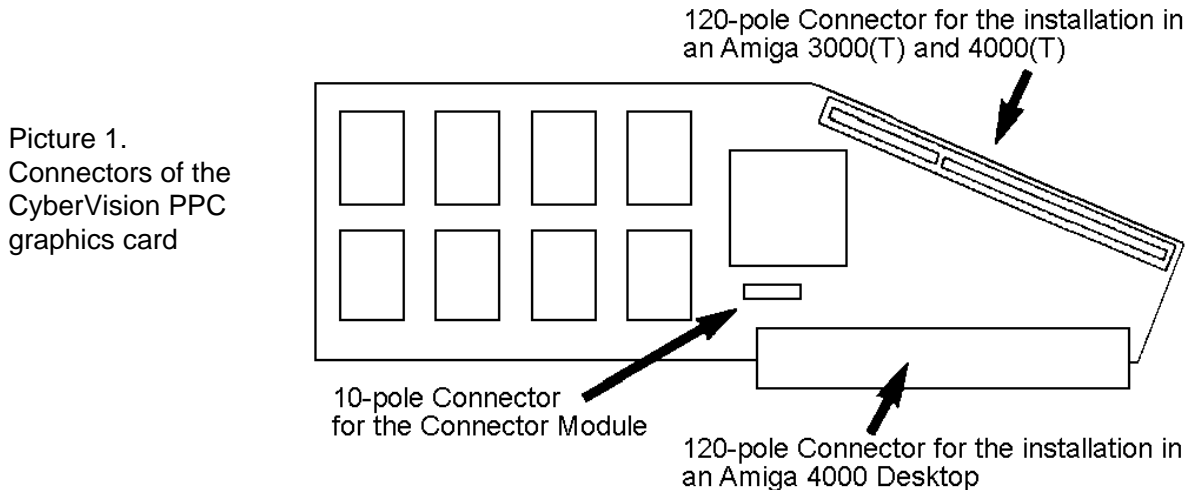 120-pole Connector for the installation in
an Amiga 3000(T) and 4000(T)
Picture 1.
Connectors of the
CyberVision PPC
graphics card
10-pole Connector
for the Connector Module
120-pole Connector for the installation in
an Amiga 4000 Desktop